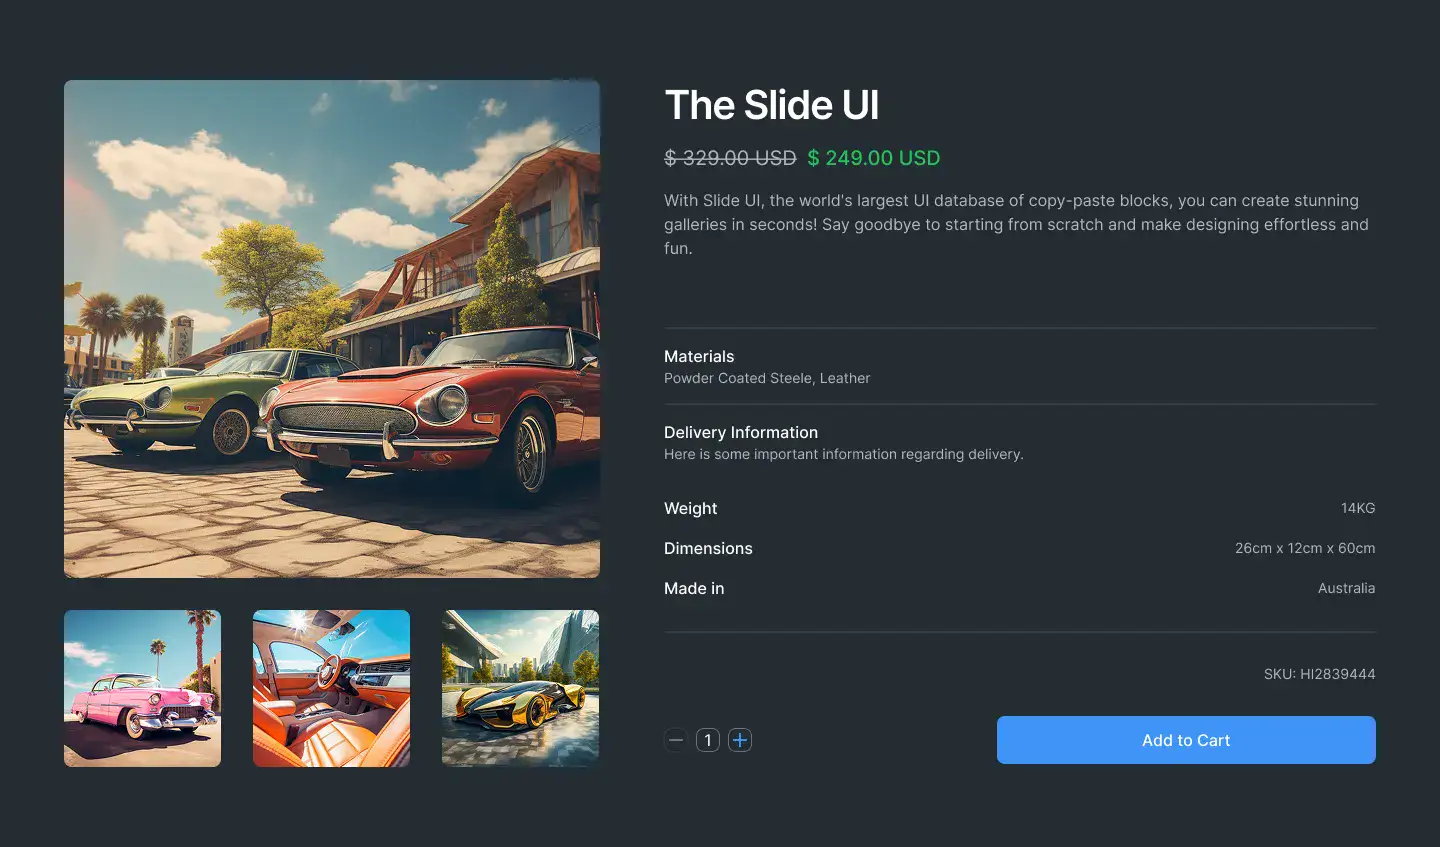 The Slide UI
$ 329.00 USD $ 249.00 USD
With Slide UI, the world's largest UI database of copy-paste blocks, you can create stunning
galleries in seconds! Say goodbye to starting from scratch and make designing effortless and
fun.
Materials
Powder Coated Steele, Leather
Delivery Information
Here is some important information regarding delivery.
Weight 14KG
Dimensions 26cm x 12cm x 60cm
Made in Australia
SKU: HI2839444
1 Add to Cart